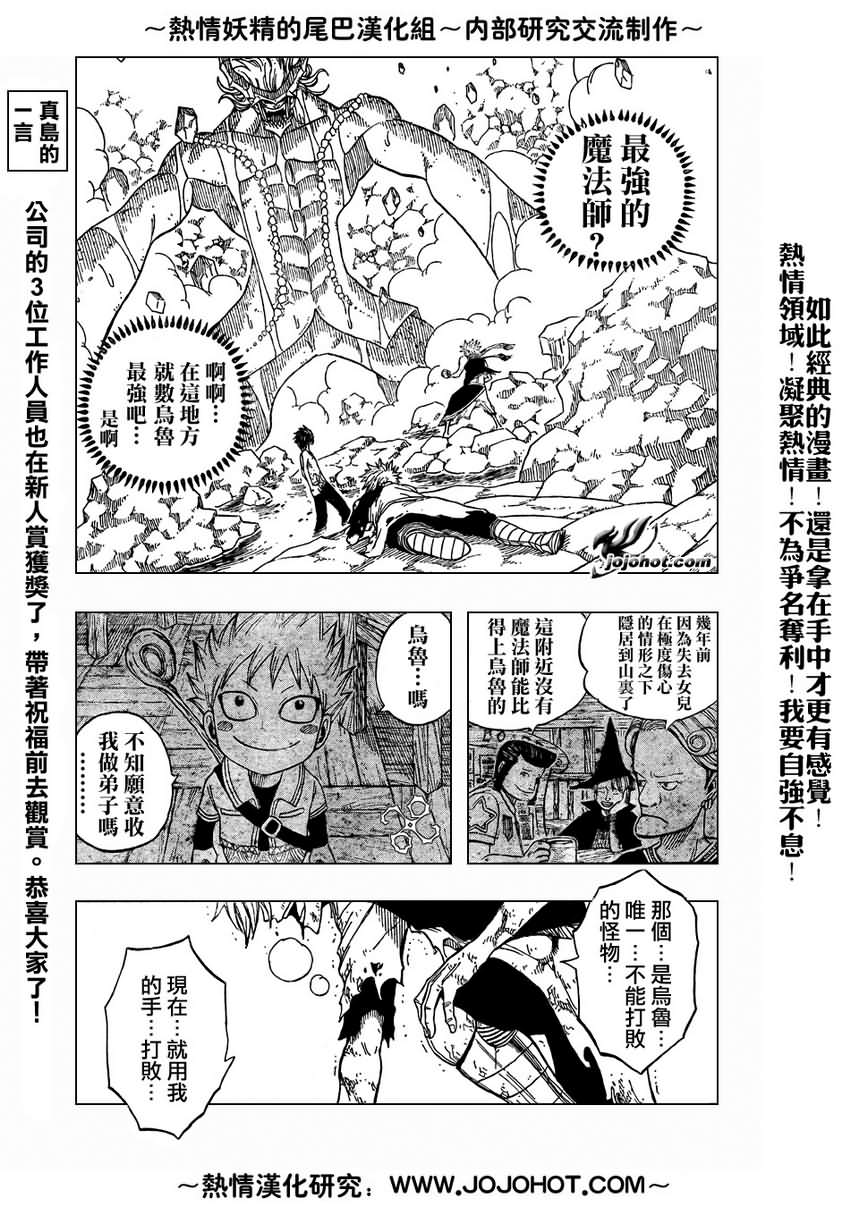 ~熱情妖精的尾巴漢化組~内部研究交流制作~
如此經典的漫畫！還是拿在手中才更有感覺！
熱情領域！凝聚熱情！不為爭名奪利！我要自強不息！
最強的
魔法師？
啊啊…
在這地方
就數烏魯
最強吧…
是啊
jojohot.com
幾年前
因為失去女兒
在極度傷心
的情形之下
隱居到山裏了
這附近沒有
魔法師能比
得上烏魯的
烏魯…嗎
不知願意收
我做弟子嗎
…………
那個…是烏魯…
唯一…不能打敗
的怪物…
現在…就用我
的手…打敗…
真島的
一言
公司的3位工作人員也在新人賞獲獎了，帶著祝福前去觀賞。恭喜大家了！
~熱情漢化研究：WWW.JOJOHOT.COM~